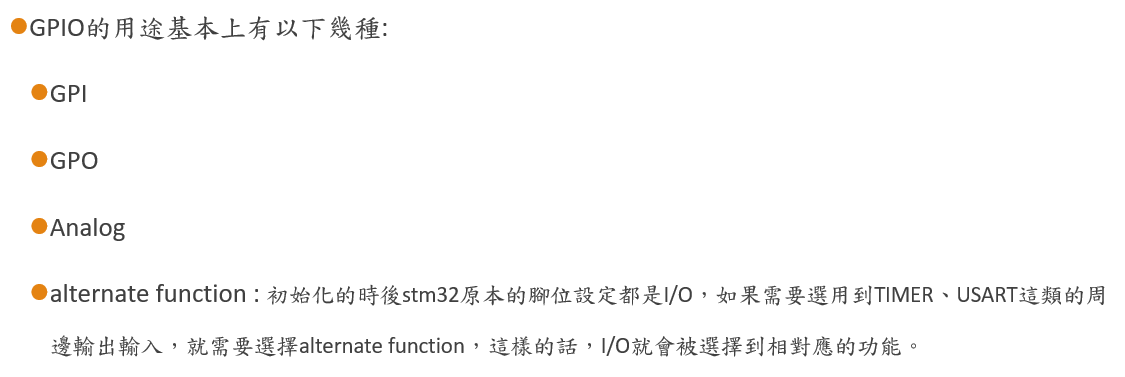 ●GPIO的用途基本上有以下幾種:
●GPI
●GPO
●Analog
●alternate function : 初始化的時後stm32原本的腳位設定都是I/O，如果需要選用到TIMER、USART這類的周
邊輸出輸入，就需要選擇alternate function，這樣的話，I/O就會被選擇到相對應的功能。